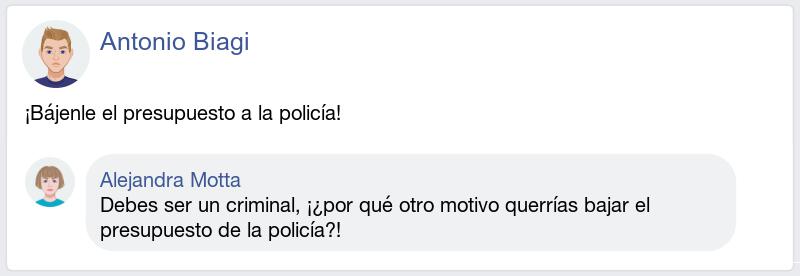 Antonio Biagi
¡Bájenle el presupuesto a la policía!
Alejandra Motta
Debes ser un criminal, ¡¿por qué otro motivo querrías bajar el
presupuesto de la policía?!